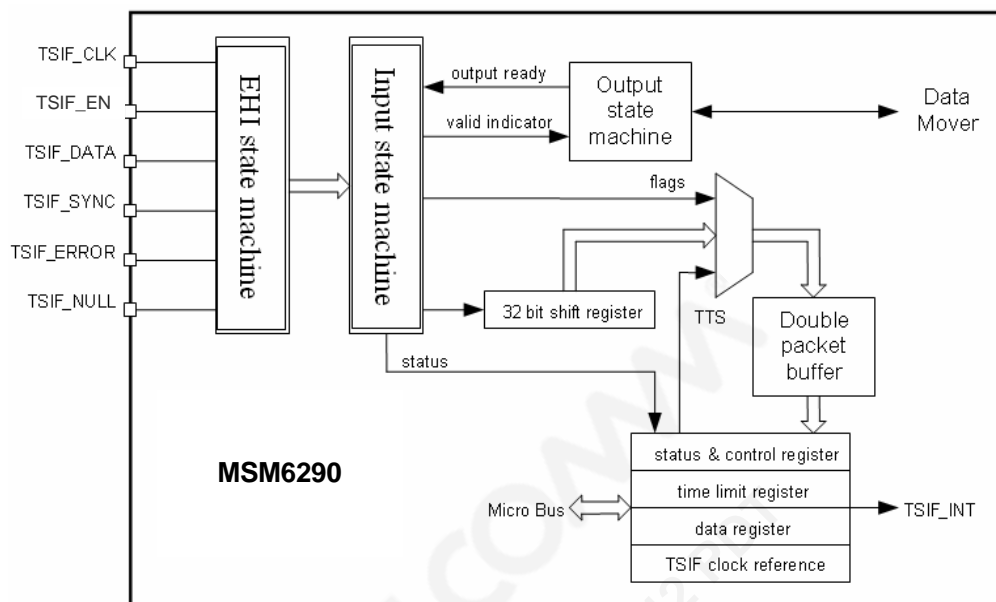 TSIF_CLK
TSIF_EN
TSIF_DATA
TSIF_SYNC
TSIF_ERROR
TSIF_NULL
EHI state machine
Input state machine
output ready
valid indicator
Output
state
machine
Data
Mover
flags
32 bit shift register
TTS
Double
packet
buffer
status
MSM6290
status & control register
time limit register
data register
TSIF clock reference
Micro Bus
TSIF_INT